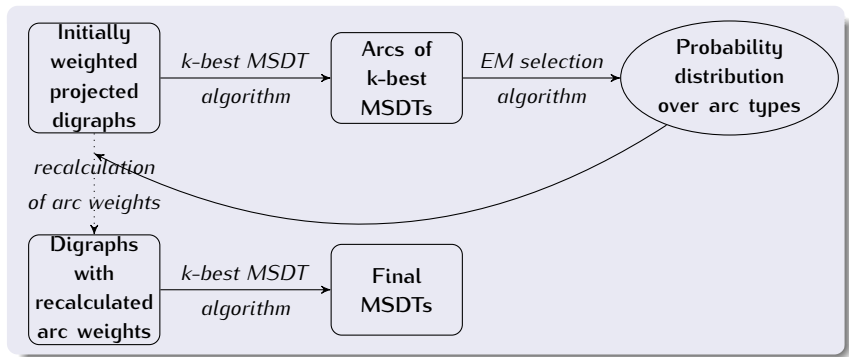 Initially
weighted
projected
digraphs
k-best MSDT
algorithm
Arcs of
k-best
MSDTs
EM selection
algorithm
Probability
distribution
over arc types
recalculation
of arc weights
Digraphs
with
recalculated
arc weights
k-best MSDT
algorithm
Final
MSDTs